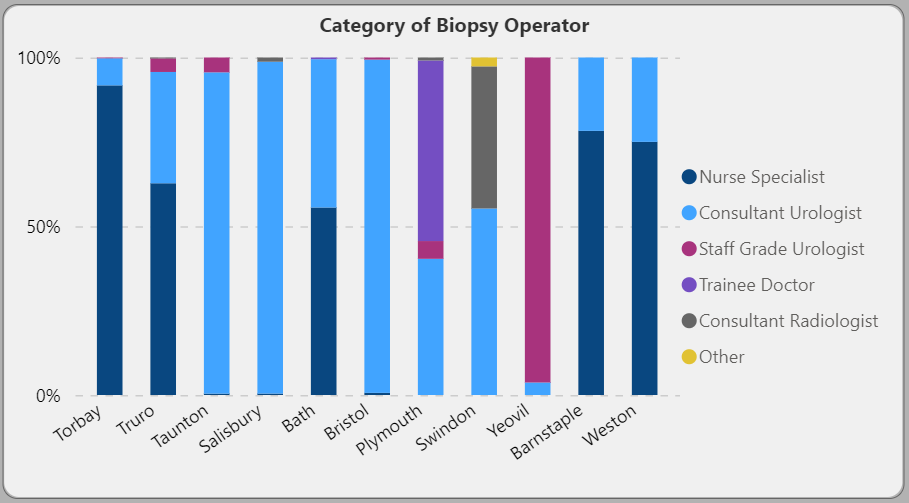 Category of Biopsy Operator
100%
50%
0%
Torbay
Truro
Taunton
Salisbury
Bath
Bristol
Plymouth
Swindon
Yeovil
Barnstaple
Weston
Nurse Specialist
Consultant Urologist
Staff Grade Urologist
Trainee Doctor
Consultant Radiologist
Other